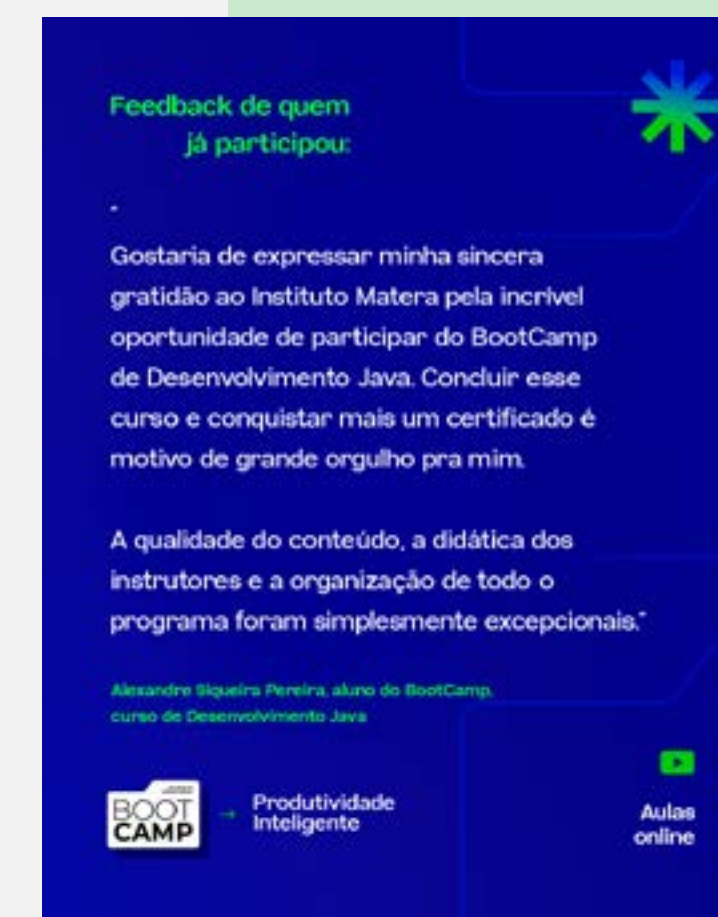 Feedback de quem
já participou:
"
Gostaria de expressar minha sincera
gratidão ao Instituto Matera pela incrível
oportunidade de participar do BootCamp
de Desenvolvimento Java. Concluir esse
curso e conquistar mais um certificado é
motivo de grande orgulho pra mim.
A qualidade do conteúdo, a didática dos
instrutores e a organização de todo o
programa foram simplesmente excepcionais."
Alexandre Siqueira Pereira, aluno do BootCamp,
curso de Desenvolvimento Java
BOOT
CAMP
→ Produtividade
Inteligente
Aulas
online